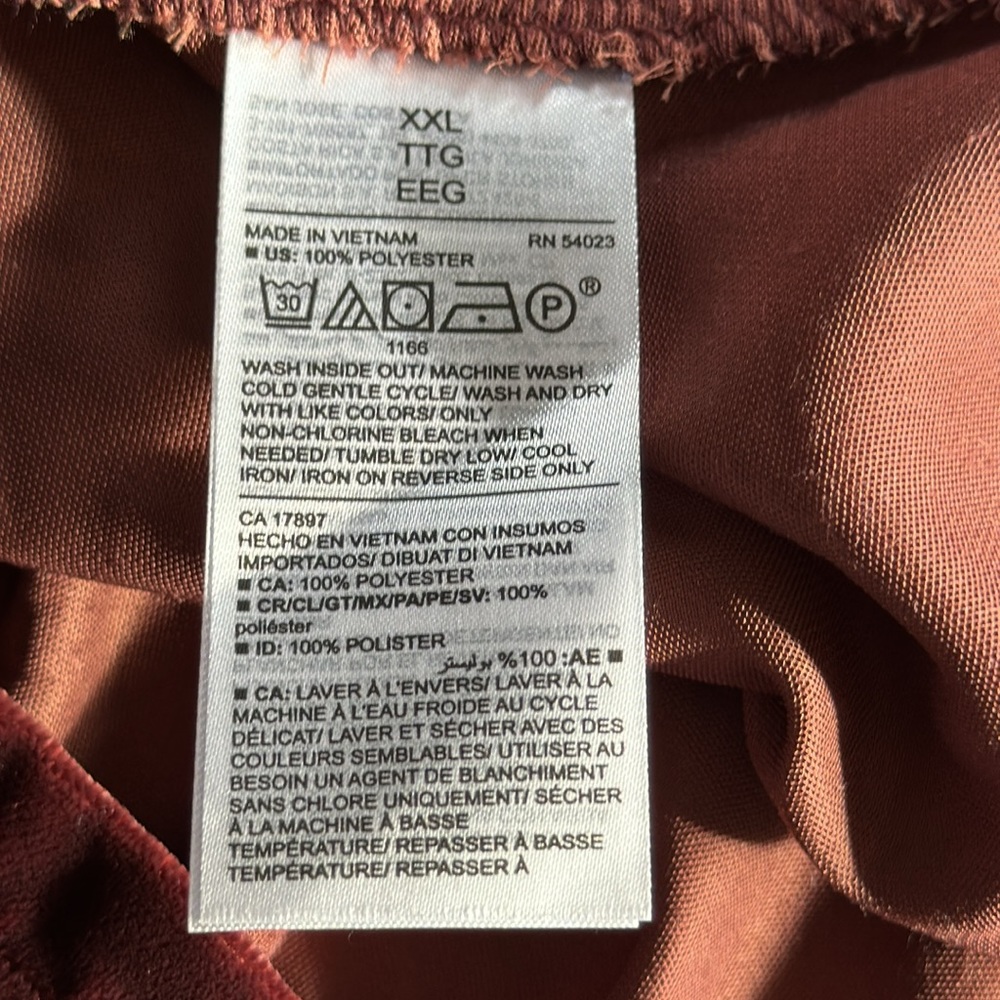 XXL
TTG
EEG
MADE IN VIETNAM RN 54023
■ US: 100% POLYESTER
30 P ®
1166
WASH INSIDE OUT/ MACHINE WASH
COLD GENTLE CYCLE/ WASH AND DRY
WITH LIKE COLORS/ ONLY
NON-CHLORINE BLEACH WHEN
NEEDED/ TUMBLE DRY LOW/ COOL
IRON/ IRON ON REVERSE SIDE ONLY
CA 17897
HECHO EN VIETNAM CON INSUMOS
IMPORTADOS/ DIBUAT DI VIETNAM
■ CA: 100% POLYESTER
■ CR/CL/GT/MX/PA/PE/SV: 100%
poliéster
■ ID: 100% POLISTER
■ AE: 100% بوليستر
■ CA: LAVER À L'ENVERS/ LAVER À LA
MACHINE À L'EAU FROIDE AU CYCLE
DÉLICAT/ LAVER ET SÉCHER AVEC DES
COULEURS SEMBLABLES/ UTILISER AU
BESOIN UN AGENT DE BLANCHIMENT
SANS CHLORE UNIQUEMENT/ SÉCHER
À LA MACHINE À BASSE
TEMPÉRATURE/ REPASSER À BASSE
TEMPÉRATURE/ REPASSER À